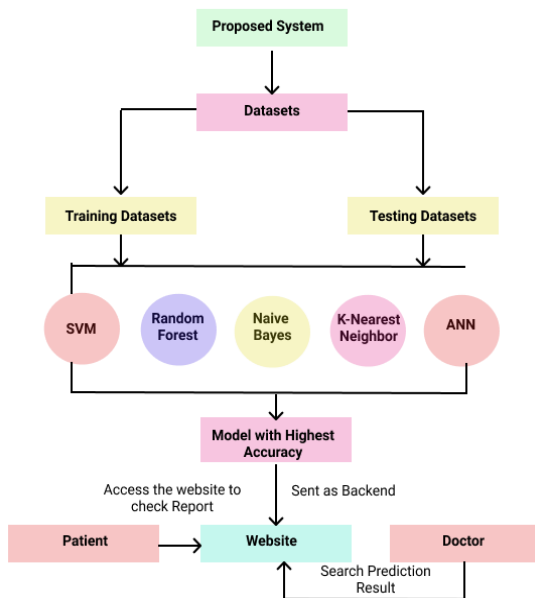 Proposed System
Datasets
Training Datasets
Testing Datasets
SVM
Random
Forest
Naive
Bayes
K-Nearest
Neighbor
ANN
Model with Highest
Accuracy
Access the website to
check Report
Sent as Backend
Patient
Website
Doctor
Search Prediction
Result